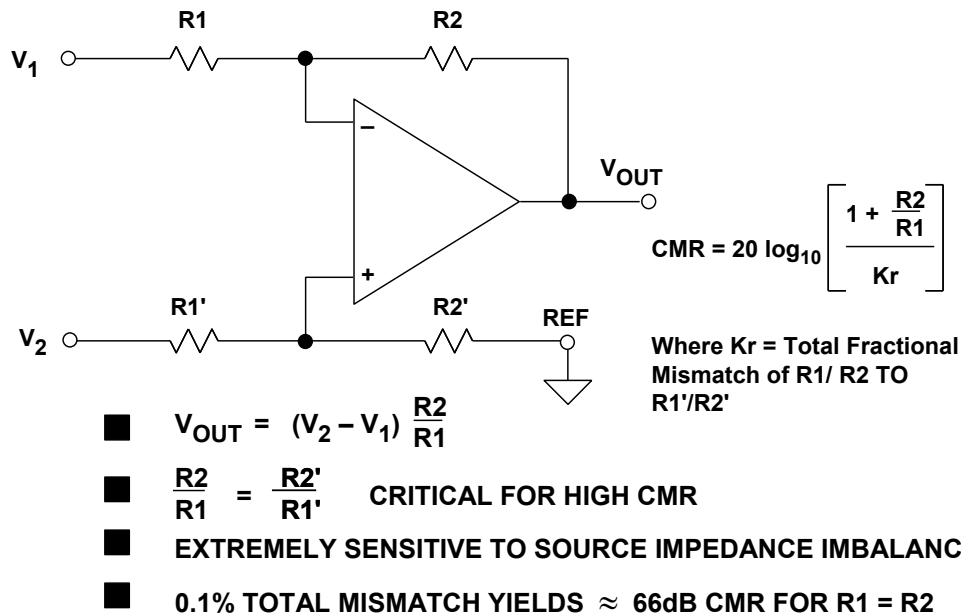 R1
R2
V1
−
VOUT
CMR = 20 log10 [ (1 + R2/R1) / Kr ]
+
R1'
R2'
REF
V2
Where Kr = Total Fractional
Mismatch of R1/ R2 TO
R1'/R2'
VOUT = (V2 – V1) R2/R1
R2/R1 = R2'/R1' CRITICAL FOR HIGH CMR
EXTREMELY SENSITIVE TO SOURCE IMPEDANCE IMBALANC
0.1% TOTAL MISMATCH YIELDS ≈ 66dB CMR FOR R1 = R2